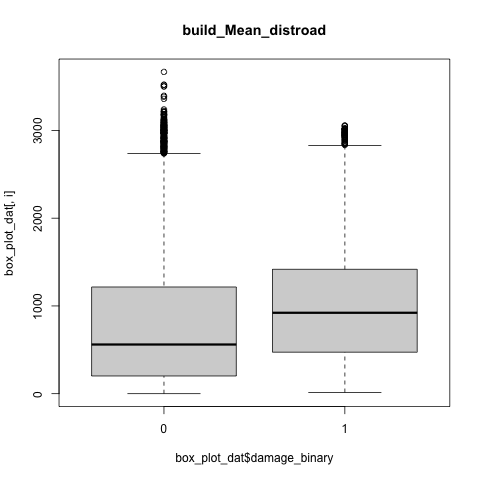 build_Mean_distroad
box_plot_dat[, i]
3000
2000
1000
0
0 1
box_plot_dat$damage_binary